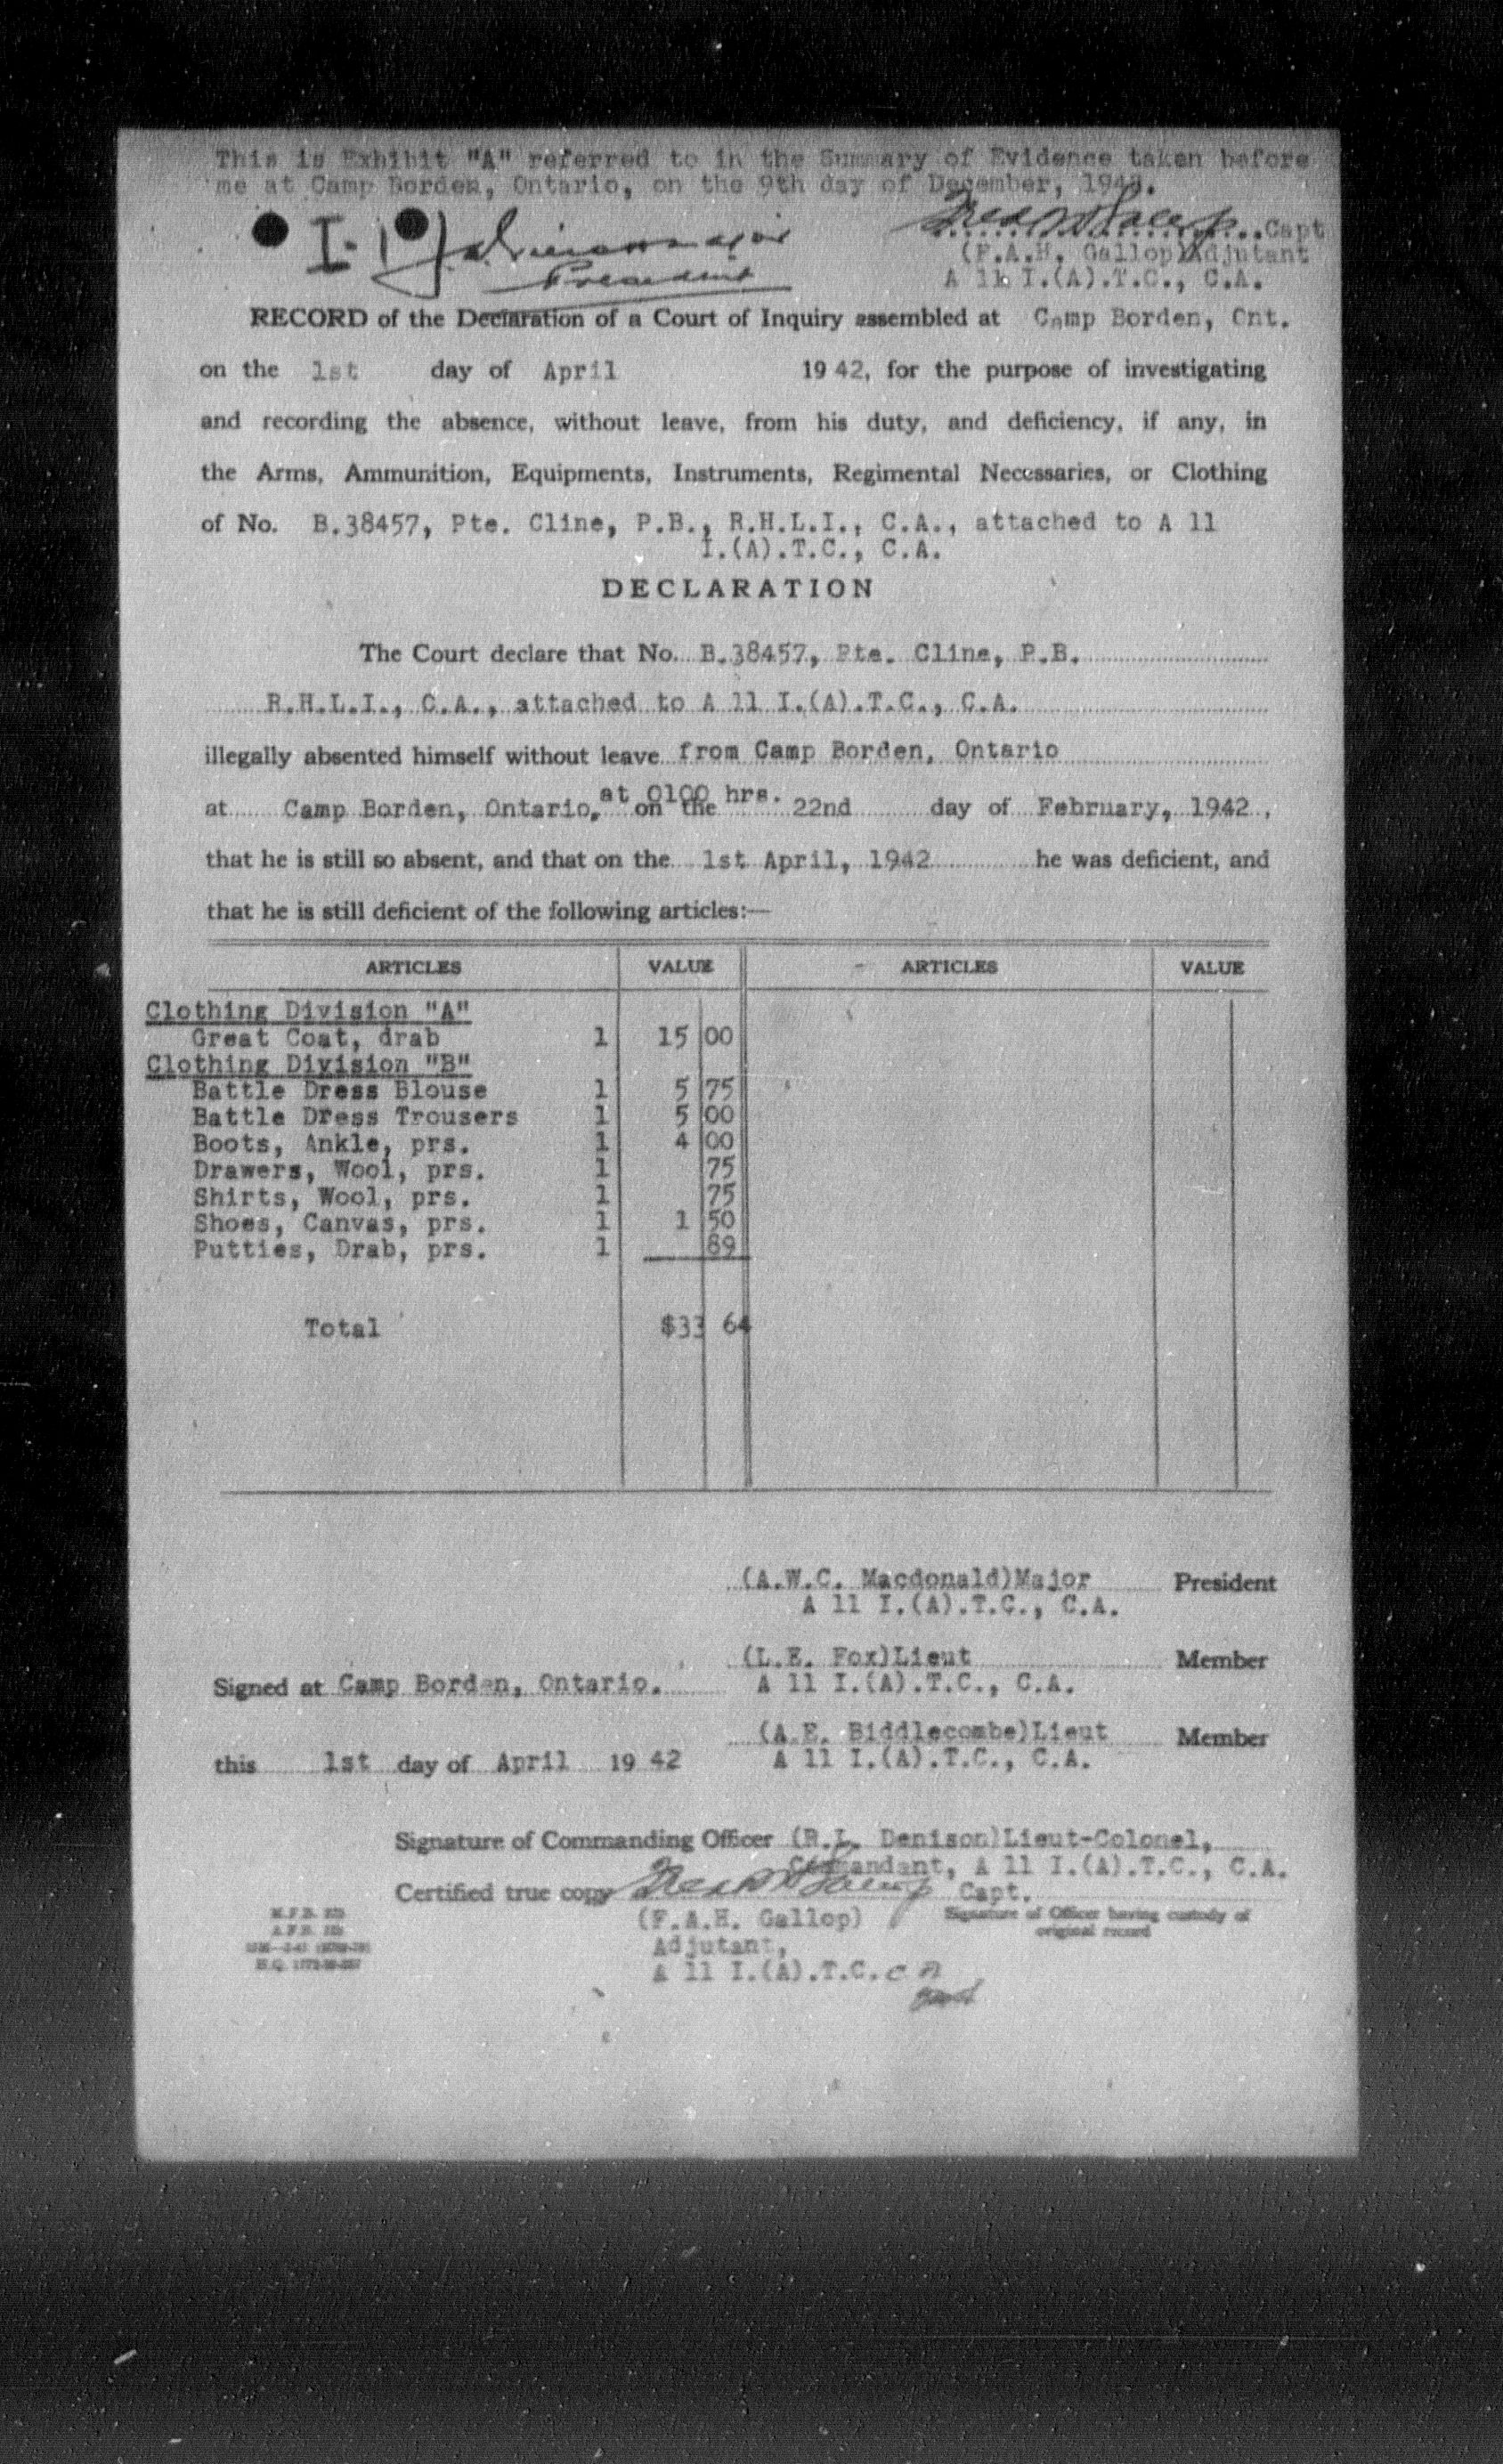 This is Exhibit "A" referred to in the Summary of Evidence taken before
me at Camp Borden, Ontario, on the 9th day of December, 1942.
I-1
President
Capt
(F.A.H. Gallop)Adjutant
A 11 I.(A).T.C., C.A.
RECORD of the Declaration of a Court of Inquiry assembled at Camp Borden, Ont.
on the 1st day of April 19 42, for the purpose of investigating
and recording the absence, without leave, from his duty, and deficiency, if any, in
the Arms, Ammunition, Equipments, Instruments, Regimental Necessaries, or Clothing
of No. B.38457, Pte. Cline, P.B., R.H.L.I., C.A., attached to A 11
I.(A).T.C., C.A.
DECLARATION
The Court declare that No. B.38457, Pte. Cline, P.B.
R.H.L.I., C.A., attached to A 11 I.(A).T.C., C.A.
illegally absented himself without leave from Camp Borden, Ontario
at Camp Borden, Ontario, at 0100 hrs. on the 22nd day of February, 1942,
that he is still so absent, and that on the 1st April, 1942 he was deficient, and
that he is still deficient of the following articles:—
ARTICLES VALUE ARTICLES VALUE
Clothing Division "A"
Great Coat, drab 1 15 00
Clothing Division "B"
Battle Dress Blouse 1 5 75
Battle Dress Trousers 1 5 00
Boots, Ankle, prs. 1 4 00
Drawers, Wool, prs. 1 75
Shirts, Wool, prs. 1 75
Shoes, Canvas, prs. 1 1 50
Putties, Drab, prs. 1 89
Total $33 64
(A.W.C. Macdonald)Major President
A 11 I.(A).T.C., C.A.
(L.E. Fox)Lieut Member
Signed at Camp Borden, Ontario. A 11 I.(A).T.C., C.A.
(A.E. Biddlecombe)Lieut Member
this 1st day of April 19 42 A 11 I.(A).T.C., C.A.
Signature of Commanding Officer (R.L. Denison)Lieut-Colonel,
Commandant, A 11 I.(A).T.C., C.A.
Certified true copy Capt.
(F.A.H. Gallop) Signature of Officer having custody of
original record
Adjutant,
A 11 I.(A).T.C. C A